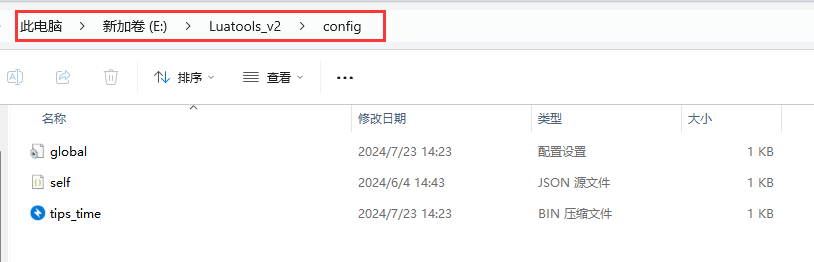 此电脑 > 新加卷 (E:) > Luatools_v2 > config
排序 查看 ...
名称 修改日期 类型 大小
global 2024/7/23 14:23 配置设置 1 KB
self 2024/6/4 14:43 JSON 源文件 1 KB
tips_time 2024/7/23 14:23 BIN 压缩文件 1 KB